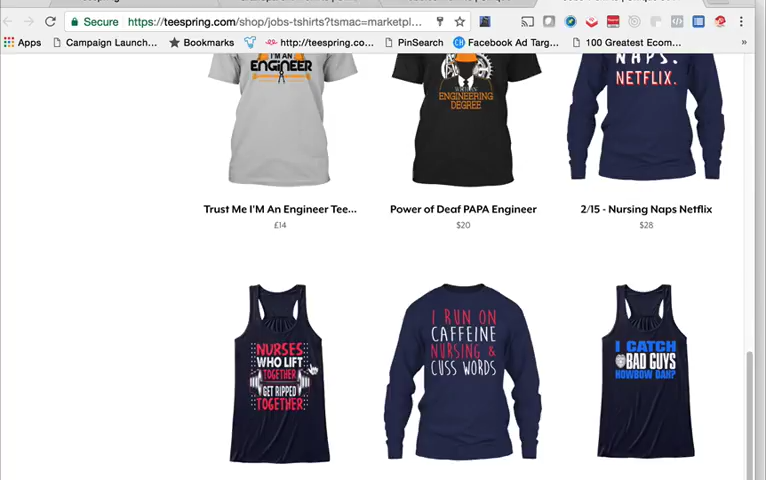 Secure
https://teespring.com/shop/jobs-tshirts?tsmac=marketpl...
Apps
Campaign Launch...
Bookmarks
http://teespring.co...
PinSearch
Facebook Ad Targ...
100 Greatest Ecom...
»
I'M AN
ENGINEER
ENGINEERING
DEGREE
NAPS.
NETFLIX.
Trust Me I'M An Engineer Tee...
£14
Power of Deaf PAPA Engineer
$20
2/15 - Nursing Naps Netflix
$28
NURSES
WHO LIFT
TOGETHER
GET RIPPED
TOGETHER
I RUN ON
CAFFEINE
NURSING &
CUSS WORDS
I CATCH
BAD GUYS
HOWBOW DAH?